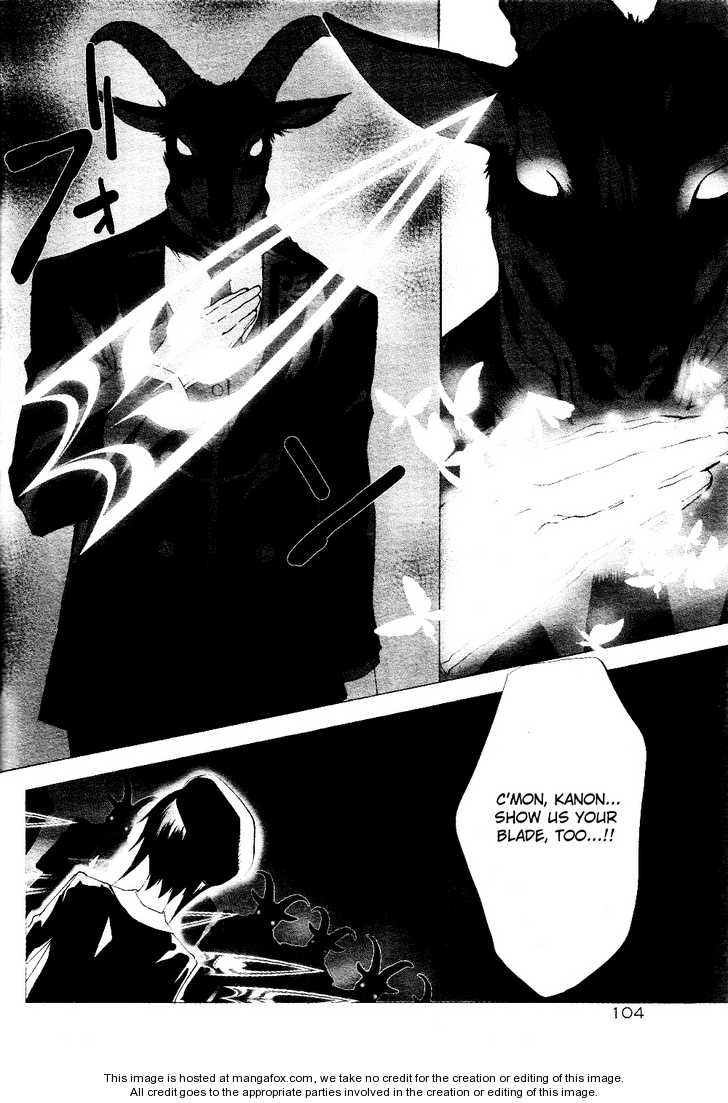 ブォッ
C'MON, KANON...
SHOW US YOUR
BLADE, TOO...!!
104
This image is hosted at mangafox.com, we take no credit for the creation or editing of this image.
All credit goes to the appropriate parties involved in the creation or editing of this image.